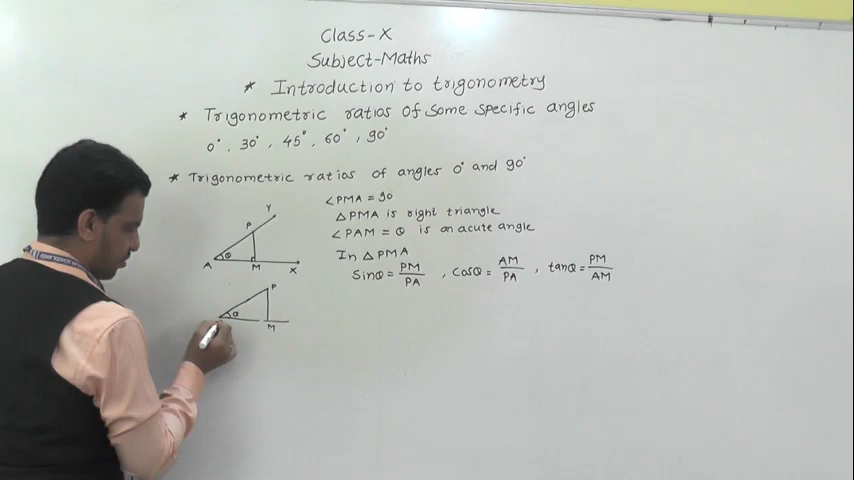 Class-X
Subject-Maths
* Introduction to trigonometry
* Trigonometric ratios of some specific angles
0°, 30°, 45°, 60°, 90°
* Trigonometric ratios of angles 0° and 90°
∠PMA = 90°
△PMA is right triangle
∠PAM = θ is an acute angle
In △PMA
Sinθ = PM/PA , Cosθ = AM/PA , tanθ = PM/AM
Y
P
θ
A M X
P
θ
M